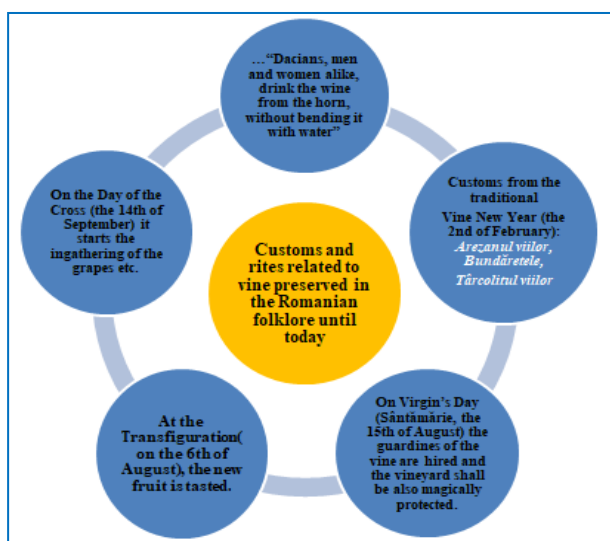 …“Dacians, men
and women alike,
drink the wine
from the horn,
without bending it
with water”
Customs from the
traditional
Vine New Year (the
2nd of February):
Arezanul viilor,
Bundăretele,
Târcolitul viilor
On Virgin’s Day
(Sântămărie, the
15th of August) the
guardines of the
vine are hired and
the vineyard shall
be also magically
protected.
At the
Transfiguration(
on the 6th of
August), the new
fruit is tasted.
On the Day of the
Cross (the 14th of
September) it
starts the
ingathering of the
grapes etc.
Customs and
rites related to
vine preserved in
the Romanian
folklore until
today